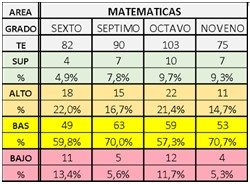 AREA MATEMATICAS
GRADO SEXTO SEPTIMO OCTAVO NOVENO
TE 82 90 103 75
SUP 4 7 10 7
% 4,9% 7,8% 9,7% 9,3%
ALTO 18 15 22 11
% 22,0% 16,7% 21,4% 14,7%
BAS 49 63 59 53
% 59,8% 70,0% 57,3% 70,7%
BAJO 11 5 12 4
% 13,4% 5,6% 11,7% 5,3%